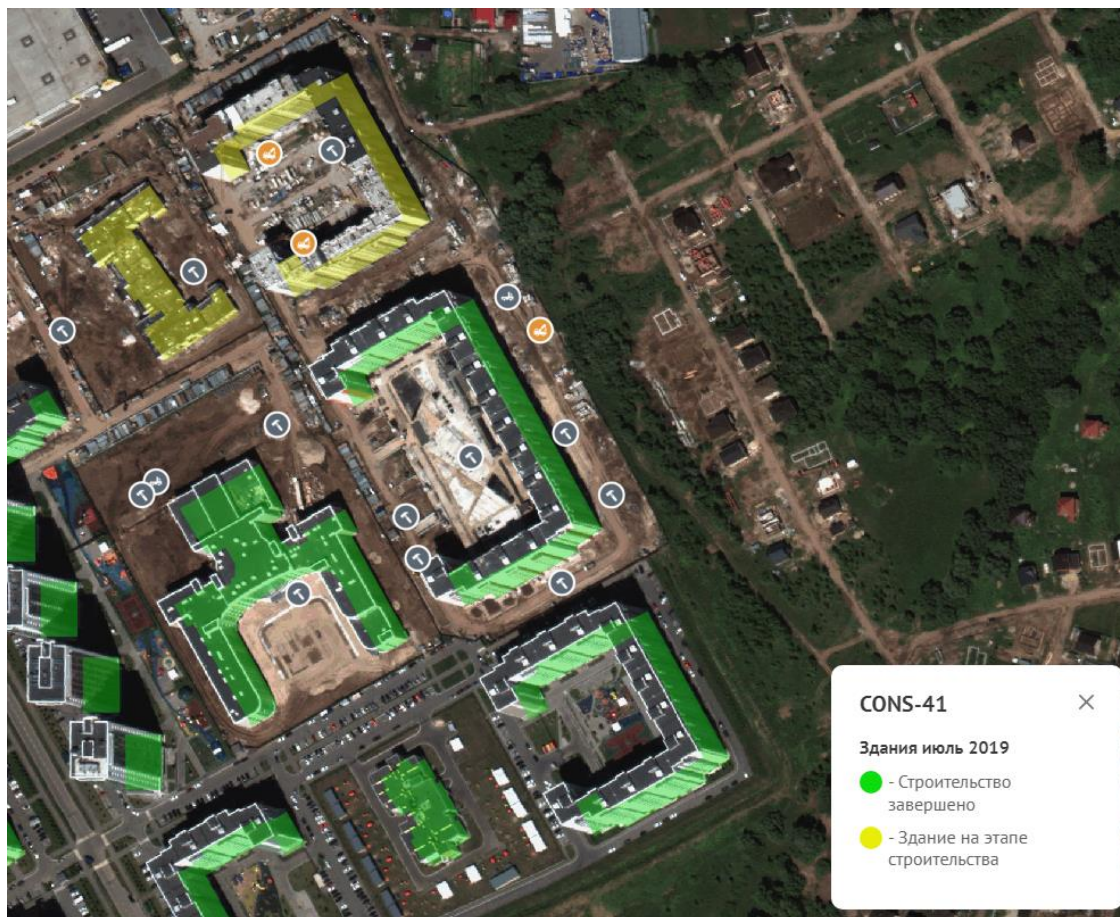 CONS-41
Здания июль 2019
- Строительство
завершено
- Здание на этапе
строительства